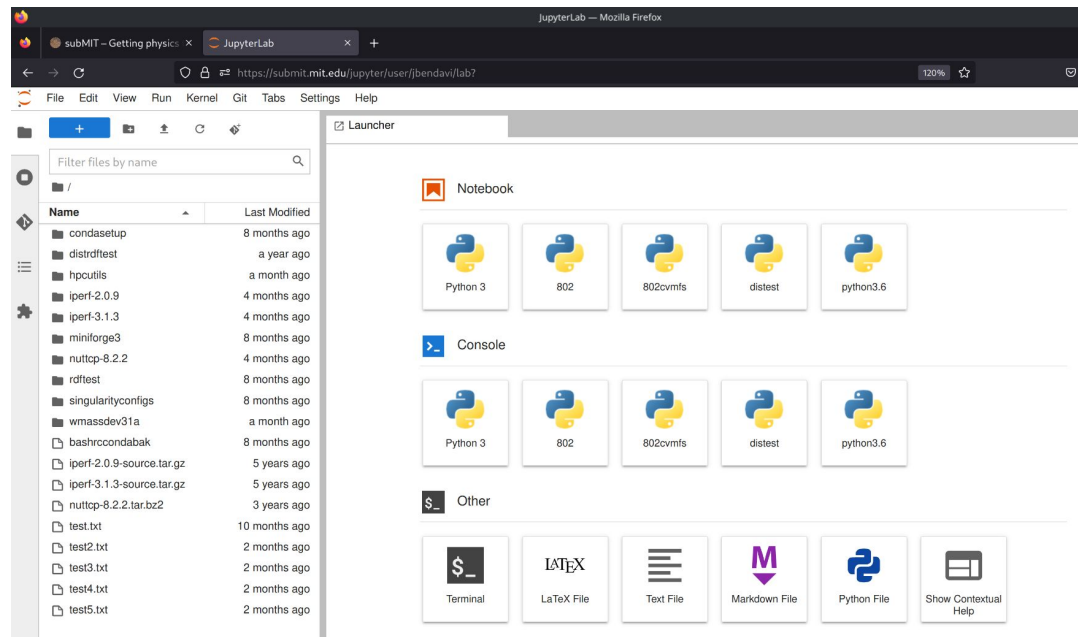 JupyterLab — Mozilla Firefox
subMIT – Getting physics
JupyterLab
https://submit.mit.edu/jupyter/user/jbendavi/lab?
120%
File Edit View Run Kernel Git Tabs Settings Help
Filter files by name
/
Name Last Modified
condasetup 8 months ago
distrdftest a year ago
hpcutils a month ago
iperf-2.0.9 4 months ago
iperf-3.1.3 4 months ago
miniforge3 8 months ago
nuttcp-8.2.2 4 months ago
rdftest 8 months ago
singularityconfigs 8 months ago
wmassdev31a a month ago
bashrccondabak 8 months ago
iperf-2.0.9-source.tar.gz 5 years ago
iperf-3.1.3-source.tar.gz 5 years ago
nuttcp-8.2.2.tar.bz2 3 years ago
test.txt 10 months ago
test2.txt 2 months ago
test3.txt 2 months ago
test4.txt 2 months ago
test5.txt 2 months ago
Launcher
Notebook
Python 3 802 802cvmfs distest python3.6
Console
Python 3 802 802cvmfs distest python3.6
$_ Other
$_ LATEX M
Terminal LaTeX File Text File Markdown File Python File Show Contextual
Help